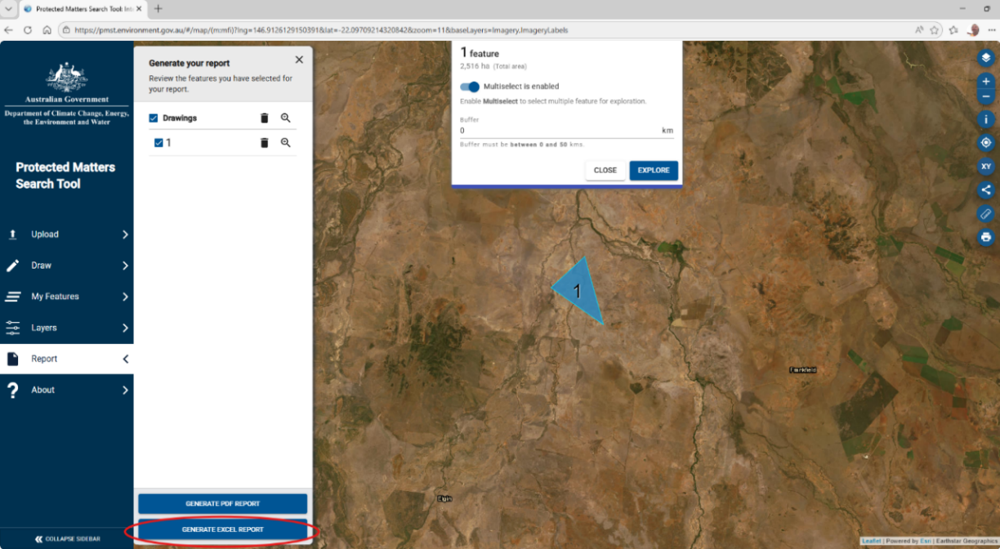 Protected Matters Search Tool: Int
https://pmst.environment.gov.au/#/map/(m:mfi)?lng=146.9126129150391&lat=-22.09709214320842&zoom=11&baseLayers=Imagery,ImageryLabels
Australian Government
Department of Climate Change, Energy,
the Environment and Water
Protected Matters
Search Tool
Upload
Draw
My Features
Layers
Report
About
COLLAPSE SIDEBAR
Generate your report
Review the features you have selected for
your report.
Drawings
1
GENERATE PDF REPORT
GENERATE EXCEL REPORT
1 feature
2,516 ha (Total area)
Multiselect is enabled
Enable Multiselect to select multiple feature for exploration.
Buffer
0 km
Buffer must be between 0 and 50 kms.
CLOSE EXPLORE
XY
1
Frankfield
Elgin
Leaflet | Powered by Esri | Earthstar Geographics